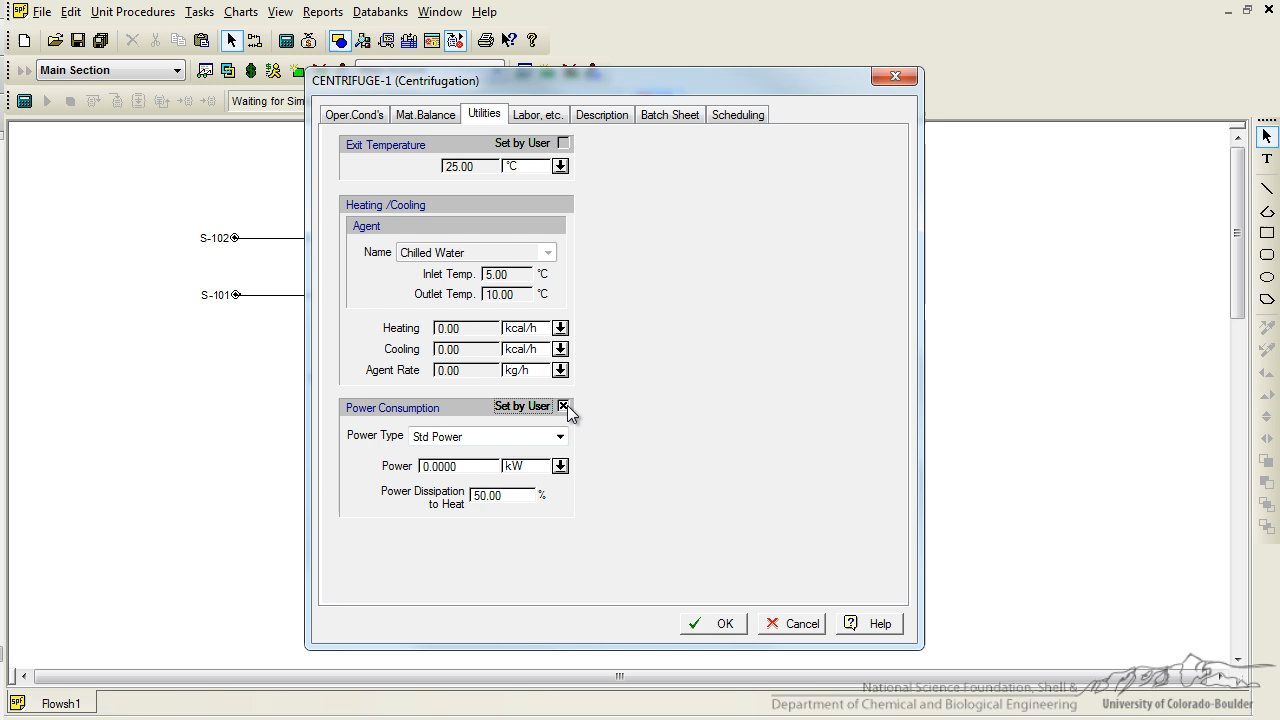 File Edit Unit Procedures Tasks Charts View Reports Databanks Window Help
Main Section
Waiting for Sim
CENTRIFUGE-1 (Centrifugation)
Oper.Cond's Mat.Balance Utilities Labor, etc. Description Batch Sheet Scheduling
Exit Temperature Set by User
25.00 °C
Heating /Cooling
Agent
Name Chilled Water
Inlet Temp. 5.00 °C
Outlet Temp. 10.00 °C
Heating 0.00 kcal/h
Cooling 0.00 kcal/h
Agent Rate 0.00 kg/h
Power Consumption Set by User
Power Type Std Power
Power 0.0000 kW
Power Dissipation
to Heat 50.00 %
OK Cancel Help
S-102
S-101
T
Flowsh1
National Science Foundation, Shell &
Department of Chemical and Biological Engineering
University of Colorado-Boulder